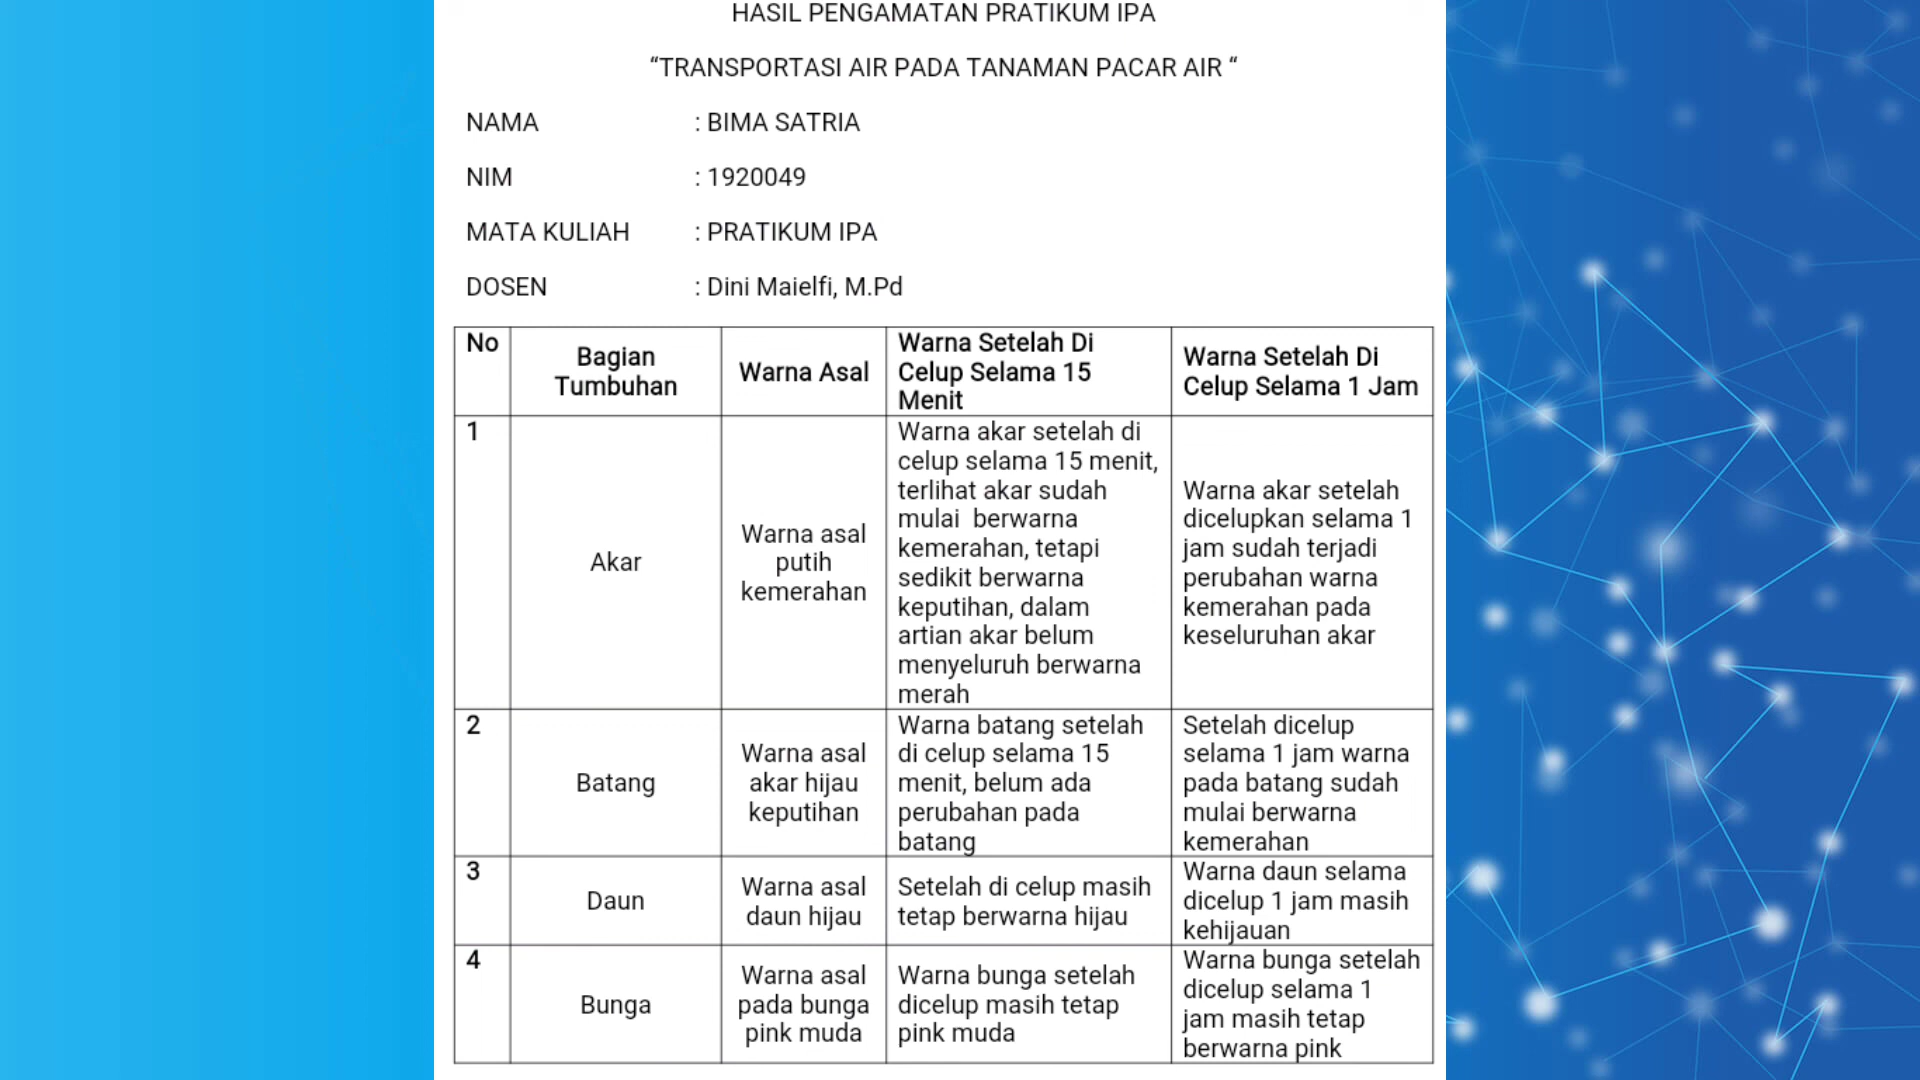 HASIL PENGAMATAN PRATIKUM IPA
“TRANSPORTASI AIR PADA TANAMAN PACAR AIR “
NAMA : BIMA SATRIA
NIM : 1920049
MATA KULIAH : PRATIKUM IPA
DOSEN : Dini Maielfi, M.Pd
No
Bagian
Tumbuhan
Warna Asal
Warna Setelah Di
Celup Selama 15
Menit
Warna Setelah Di
Celup Selama 1 Jam
1
Akar
Warna asal
putih
kemerahan
Warna akar setelah di
celup selama 15 menit,
terlihat akar sudah
mulai  berwarna
kemerahan, tetapi
sedikit berwarna
keputihan, dalam
artian akar belum
menyeluruh berwarna
merah
Warna akar setelah
dicelupkan selama 1
jam sudah terjadi
perubahan warna
kemerahan pada
keseluruhan akar
2
Batang
Warna asal
akar hijau
keputihan
Warna batang setelah
di celup selama 15
menit, belum ada
perubahan pada
batang
Setelah dicelup
selama 1 jam warna
pada batang sudah
mulai berwarna
kemerahan
3
Daun
Warna asal
daun hijau
Setelah di celup masih
tetap berwarna hijau
Warna daun selama
dicelup 1 jam masih
kehijauan
4
Bunga
Warna asal
pada bunga
pink muda
Warna bunga setelah
dicelup masih tetap
pink muda
Warna bunga setelah
dicelup selama 1
jam masih tetap
berwarna pink